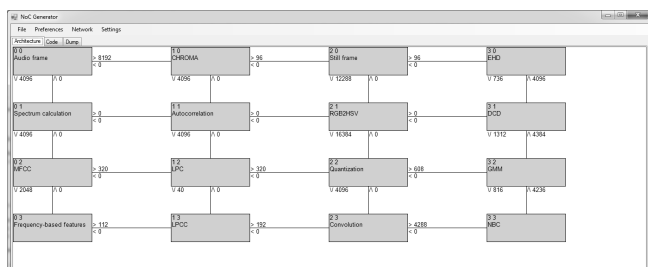 NoC Generator
File Preferences Network Settings
Architecture Code Dump
0 0 1 0 2 0 3 0
Audio frame > 8192 CHROMA > 96 Still frame > 96 EHD
< 0 < 0 < 0
\/ 4096 /\ 0 \/ 4096 /\ 0 \/ 12288 /\ 0 \/ 736 /\ 4096
0 1 1 1 2 1 3 1
Spectrum calculation > 0 Autocorrelation > 0 RGB2HSV > 0 DCD
< 0 < 0 < 0
\/ 4096 /\ 0 \/ 4096 /\ 0 \/ 16384 /\ 0 \/ 1312 /\ 4384
0 2 1 2 2 2 3 2
MFCC > 320 LPC > 320 Quantization > 608 GMM
< 0 < 0 < 0
\/ 2048 /\ 0 \/ 40 /\ 0 \/ 4096 /\ 0 \/ 816 /\ 4236
0 3 1 3 2 3 3 3
Frequency-based features > 112 LPCC > 192 Convolution > 4288 NBC
< 0 < 0 < 0